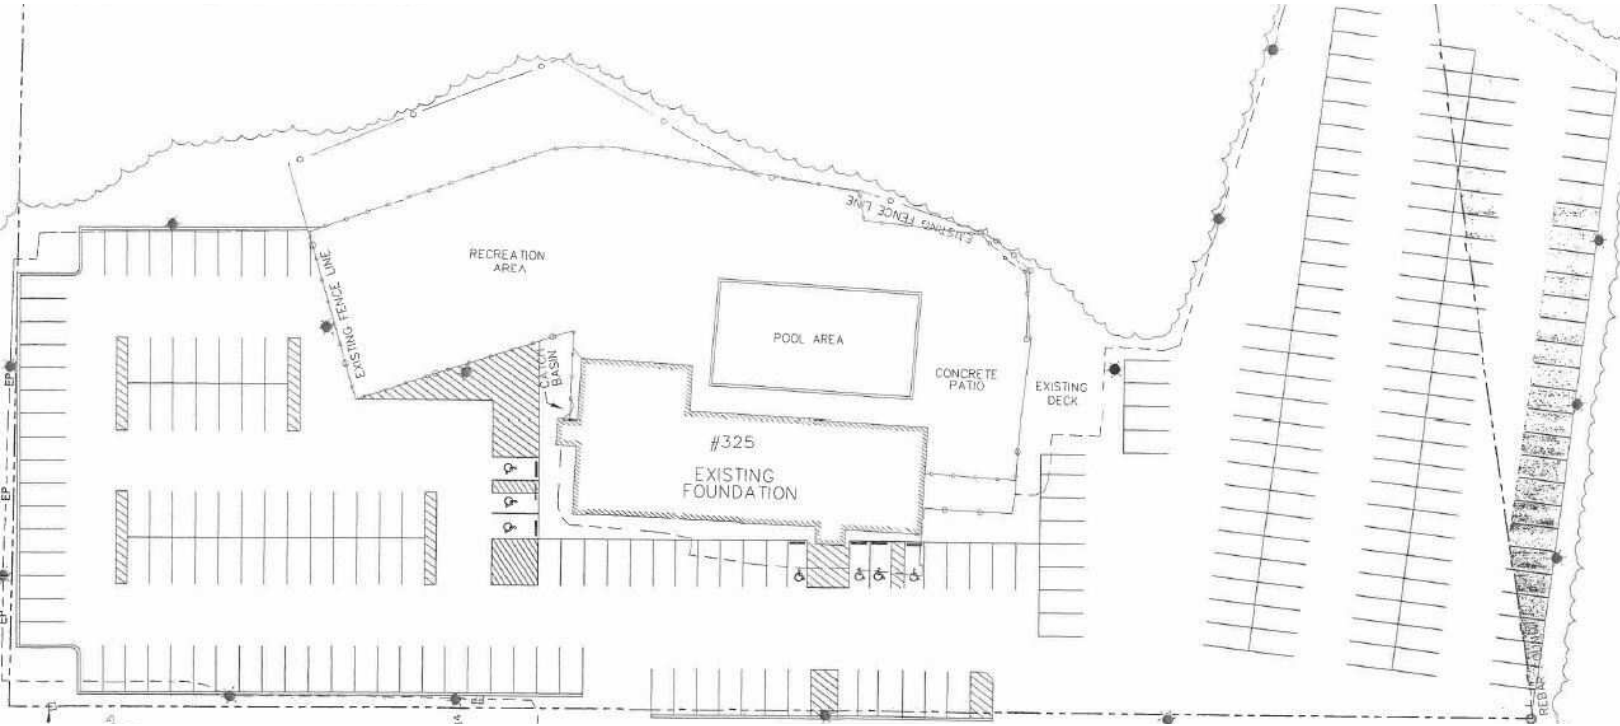 RECREATION
AREA
EXISTING FENCE LINE
EXISTING FENCE LINE
POOL AREA
CATCH
BASIN
CONCRETE
PATIO
EXISTING
DECK
#325
EXISTING
FOUNDATION
EP
EP
EP
REBAR
FOUND